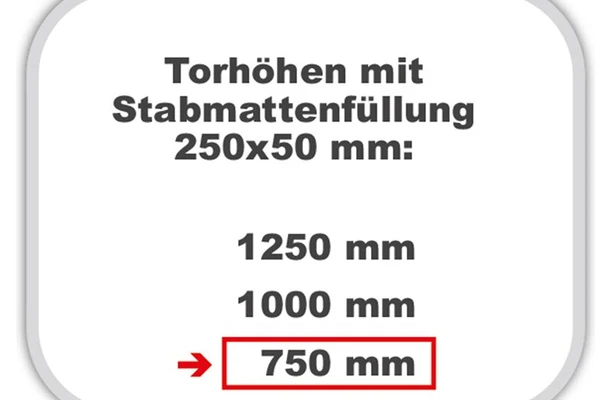 Torhöhen mit
Stabmattenfüllung
250x50 mm:
1250 mm
1000 mm
➔ 750 mm